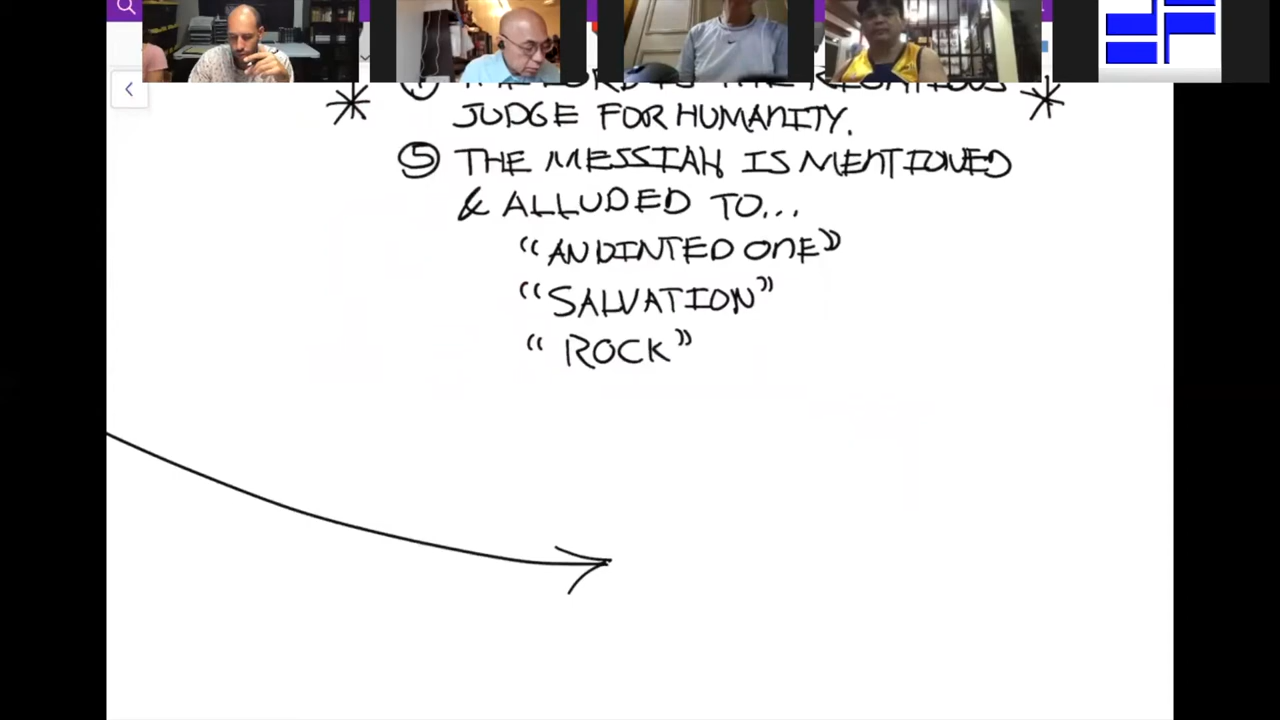 JUDGE FOR HUMANITY.
⑤ THE MESSIAH IS MENTIONED
& ALLUDED TO...
"ANOINTED ONE"
"SALVATION"
"ROCK"